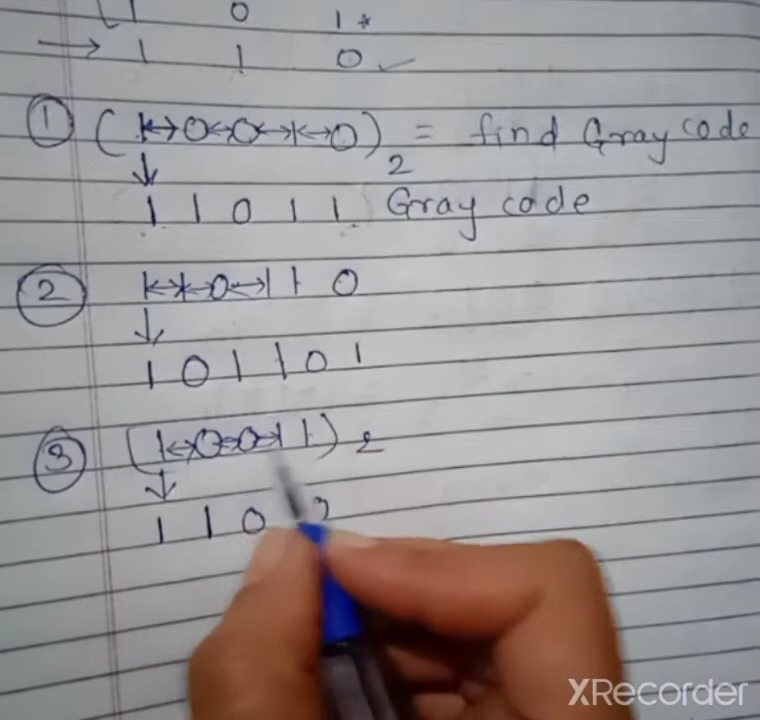 1 0 1 *
→ 1 1 0 ✓
① (1↔0↔0↔1↔0)₂ = find Gray code
↓
1 1 0 1 1 Gray code
② 1↔1↔0↔1 1 0
↓
1 0 1 1 0 1
③ (1↔0↔0↔1 1)₂
↓
1 1 0
XRecorder